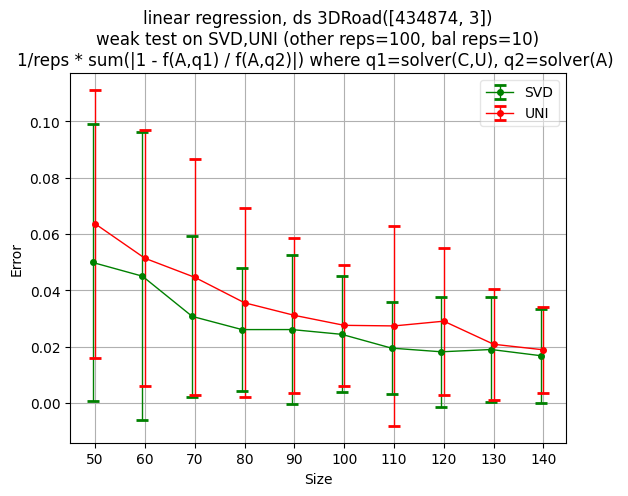 linear regression, ds 3DRoad([434874, 3])
weak test on SVD,UNI (other reps=100, bal reps=10)
1/reps * sum(|1 - f(A,q1) / f(A,q2)|) where q1=solver(C,U), q2=solver(A)
SVD
UNI
0.10
0.08
0.06
0.04
0.02
0.00
Error
50 60 70 80 90 100 110 120 130 140
Size